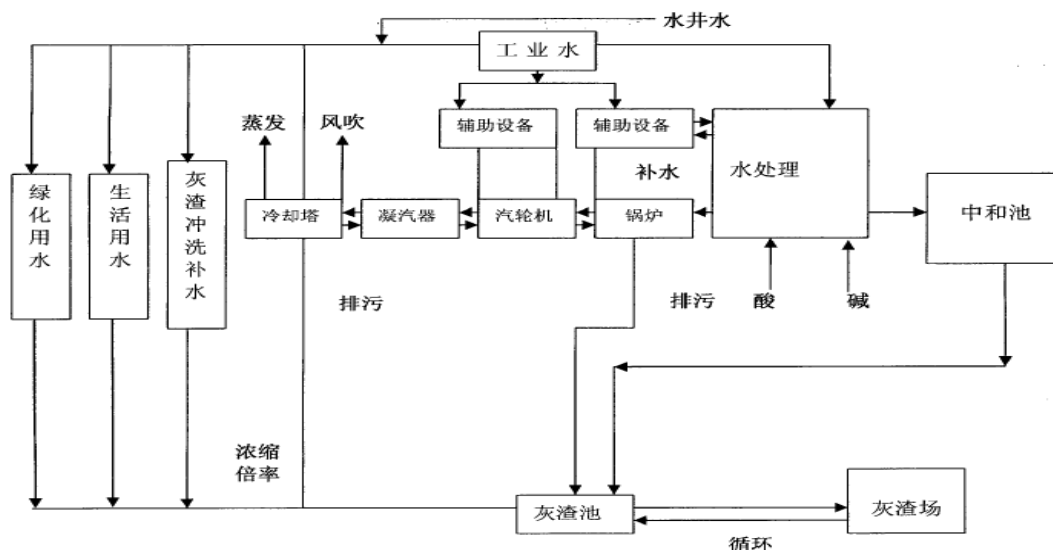 水井水
工业水
蒸发
风吹
辅助设备
辅助设备
补水
水处理
绿化用水
生活用水
灰渣冲洗补水
冷却塔
凝汽器
汽轮机
锅炉
中和池
排污
排污
酸
碱
浓缩
倍率
灰渣池
灰渣场
循环